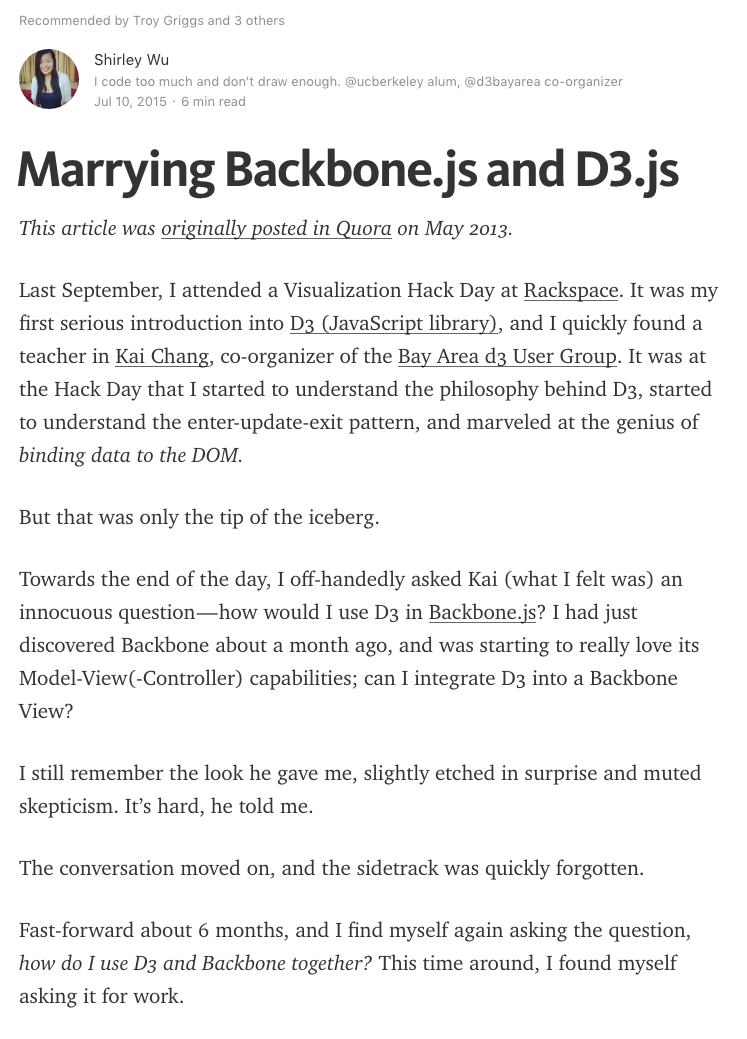 Recommended by Troy Griggs and 3 others
Shirley Wu
I code too much and don't draw enough. @ucberkeley alum, @d3bayarea co-organizer
Jul 10, 2015 · 6 min read
Marrying Backbone.js and D3.js
This article was originally posted in Quora on May 2013.
Last September, I attended a Visualization Hack Day at Rackspace. It was my
first serious introduction into D3 (JavaScript library), and I quickly found a
teacher in Kai Chang, co-organizer of the Bay Area d3 User Group. It was at
the Hack Day that I started to understand the philosophy behind D3, started
to understand the enter-update-exit pattern, and marveled at the genius of
binding data to the DOM.
But that was only the tip of the iceberg.
Towards the end of the day, I off-handedly asked Kai (what I felt was) an
innocuous question—how would I use D3 in Backbone.js? I had just
discovered Backbone about a month ago, and was starting to really love its
Model-View(-Controller) capabilities; can I integrate D3 into a Backbone
View?
I still remember the look he gave me, slightly etched in surprise and muted
skepticism. It’s hard, he told me.
The conversation moved on, and the sidetrack was quickly forgotten.
Fast-forward about 6 months, and I find myself again asking the question,
how do I use D3 and Backbone together? This time around, I found myself
asking it for work.